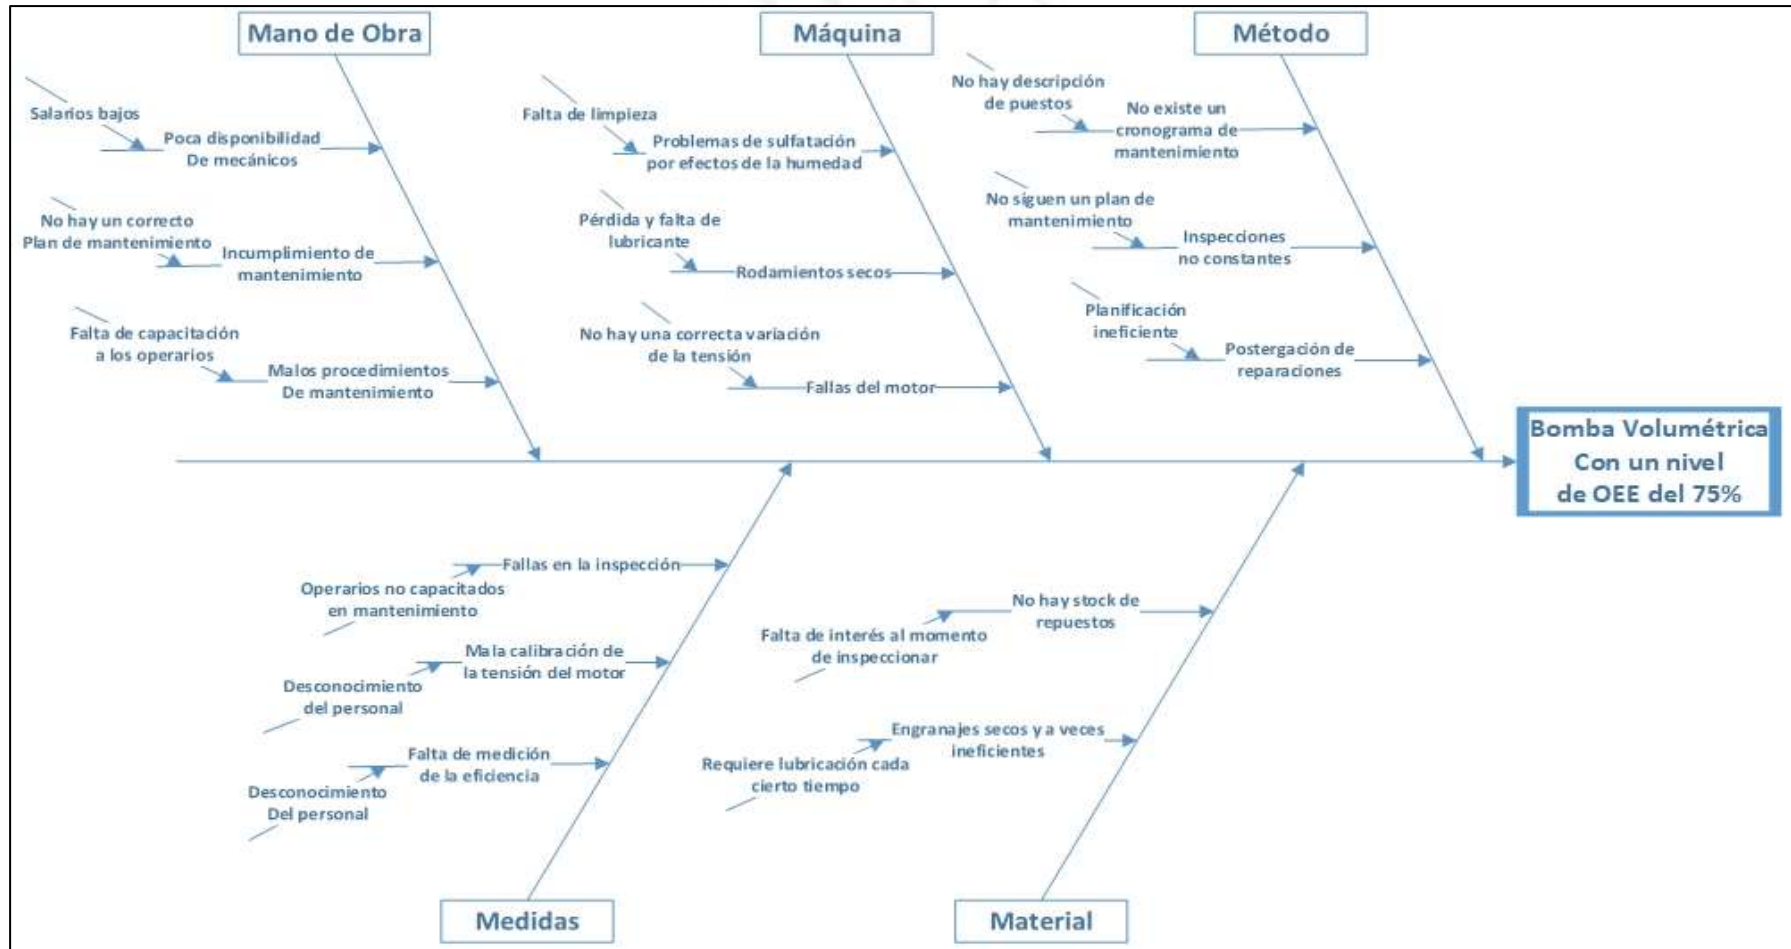 Mano de Obra
Máquina
Método
Salarios bajos
Poca disponibilidad
De mecánicos
No hay un correcto
Plan de mantenimiento
Incumplimiento de
mantenimiento
Falta de capacitación
a los operarios
Malos procedimientos
De mantenimiento
Falta de limpieza
Problemas de sulfatación
por efectos de la humedad
Pérdida y falta de
lubricante
Rodamientos secos
No hay una correcta variación
de la tensión
Fallas del motor
No hay descripción
de puestos
No existe un
cronograma de
mantenimiento
No siguen un plan de
mantenimiento
Inspecciones
no constantes
Planificación
ineficiente
Postergación de
reparaciones
Bomba Volumétrica
Con un nivel
de OEE del 75%
Fallas en la inspección
Operarios no capacitados
en mantenimiento
Mala calibración de
la tensión del motor
Desconocimiento
del personal
Falta de medición
de la eficiencia
Desconocimiento
Del personal
No hay stock de
repuestos
Falta de interés al momento
de inspeccionar
Engranajes secos y a veces
ineficientes
Requiere lubricación cada
cierto tiempo
Medidas
Material